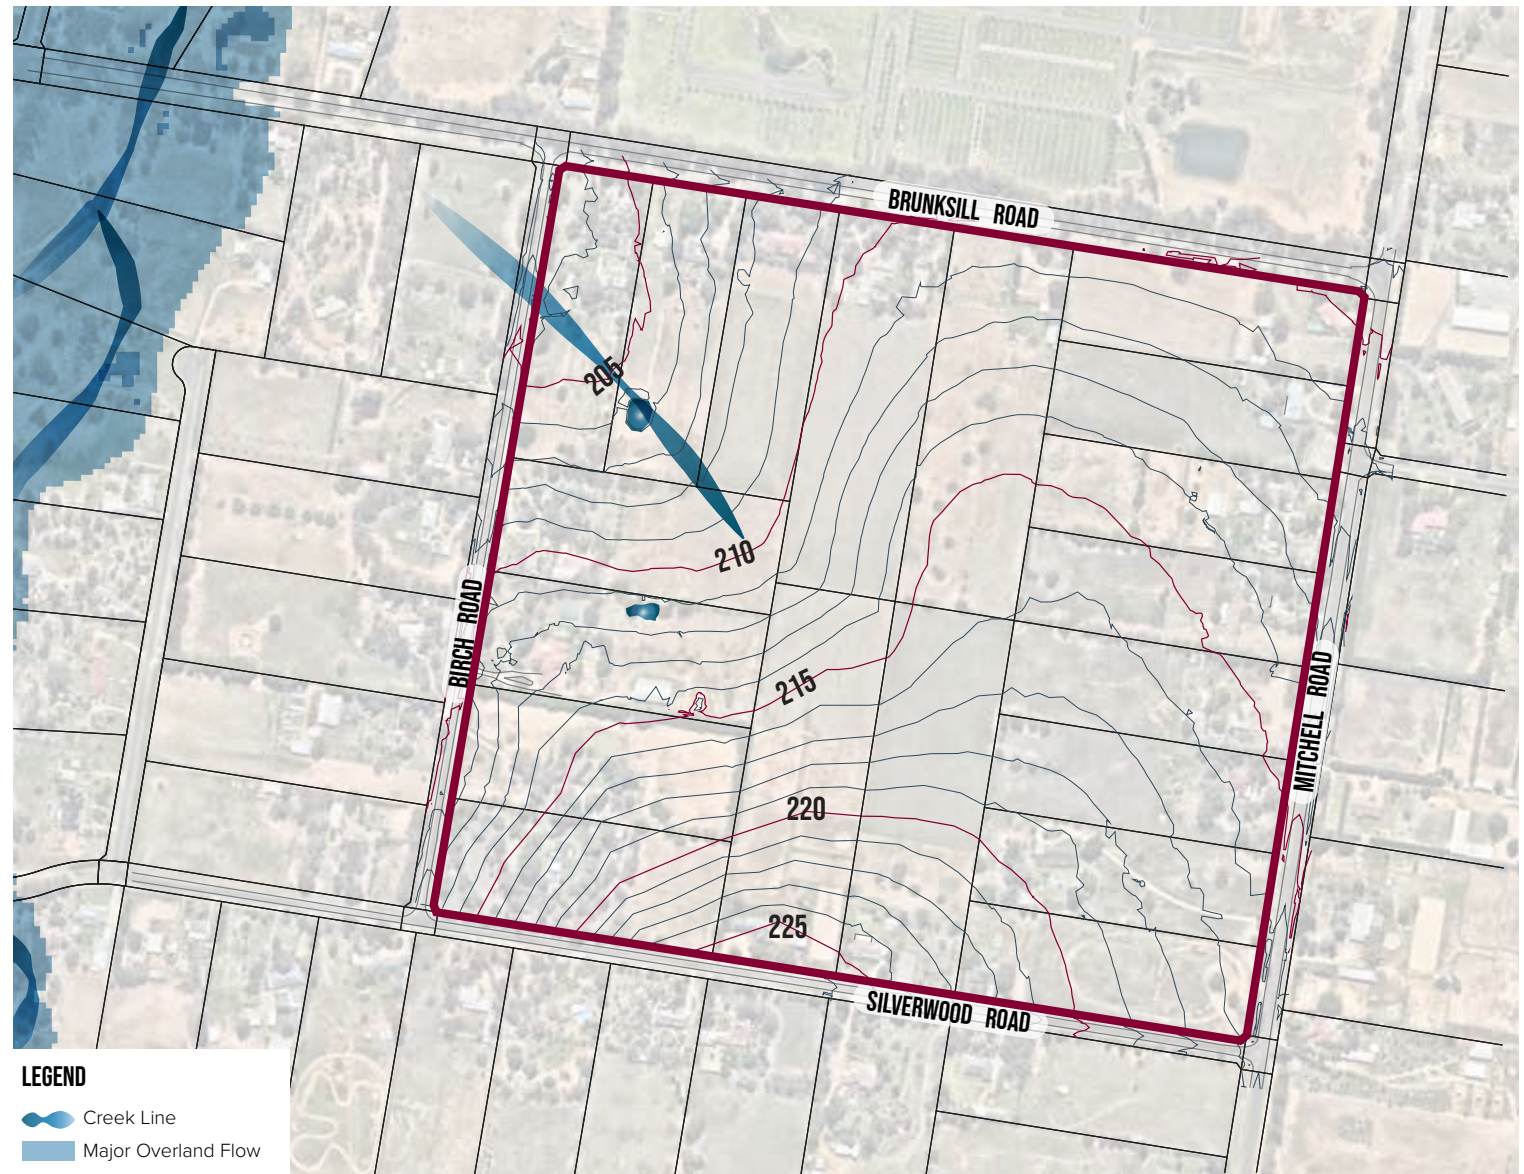 BRUNKSILL ROAD
205
210
BIRCH ROAD
215
MITCHELL ROAD
220
225
SILVERWOOD ROAD
LEGEND
Creek Line
Major Overland Flow